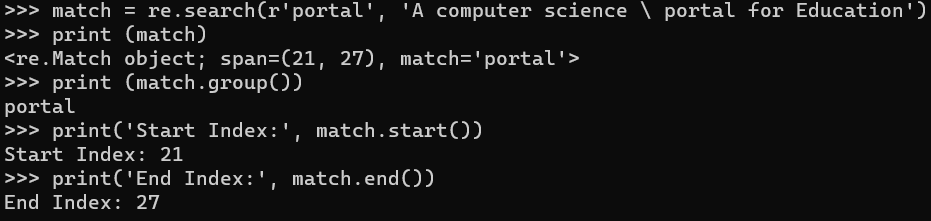 >>> match = re.search(r'portal', 'A computer science \ portal for Education')
>>> print (match)
<re.Match object; span=(21, 27), match='portal'>
>>> print (match.group())
portal
>>> print('Start Index:', match.start())
Start Index: 21
>>> print('End Index:', match.end())
End Index: 27